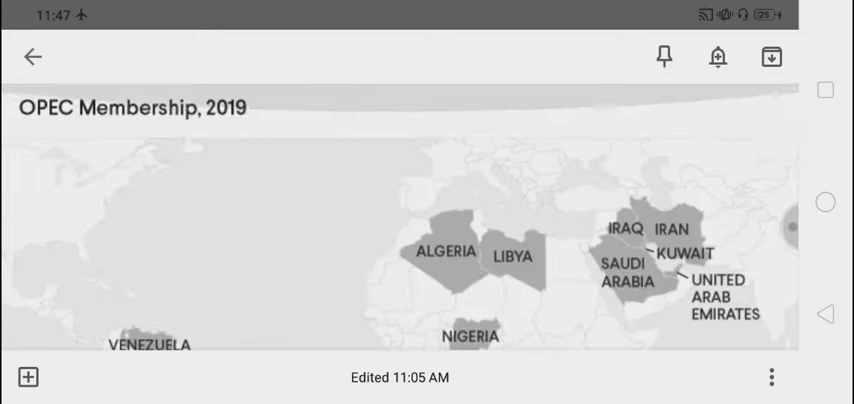 11:47
25
OPEC Membership, 2019
ALGERIA
LIBYA
IRAQ
IRAN
KUWAIT
SAUDI
ARABIA
UNITED
ARAB
EMIRATES
NIGERIA
VENEZUELA
Edited 11:05 AM